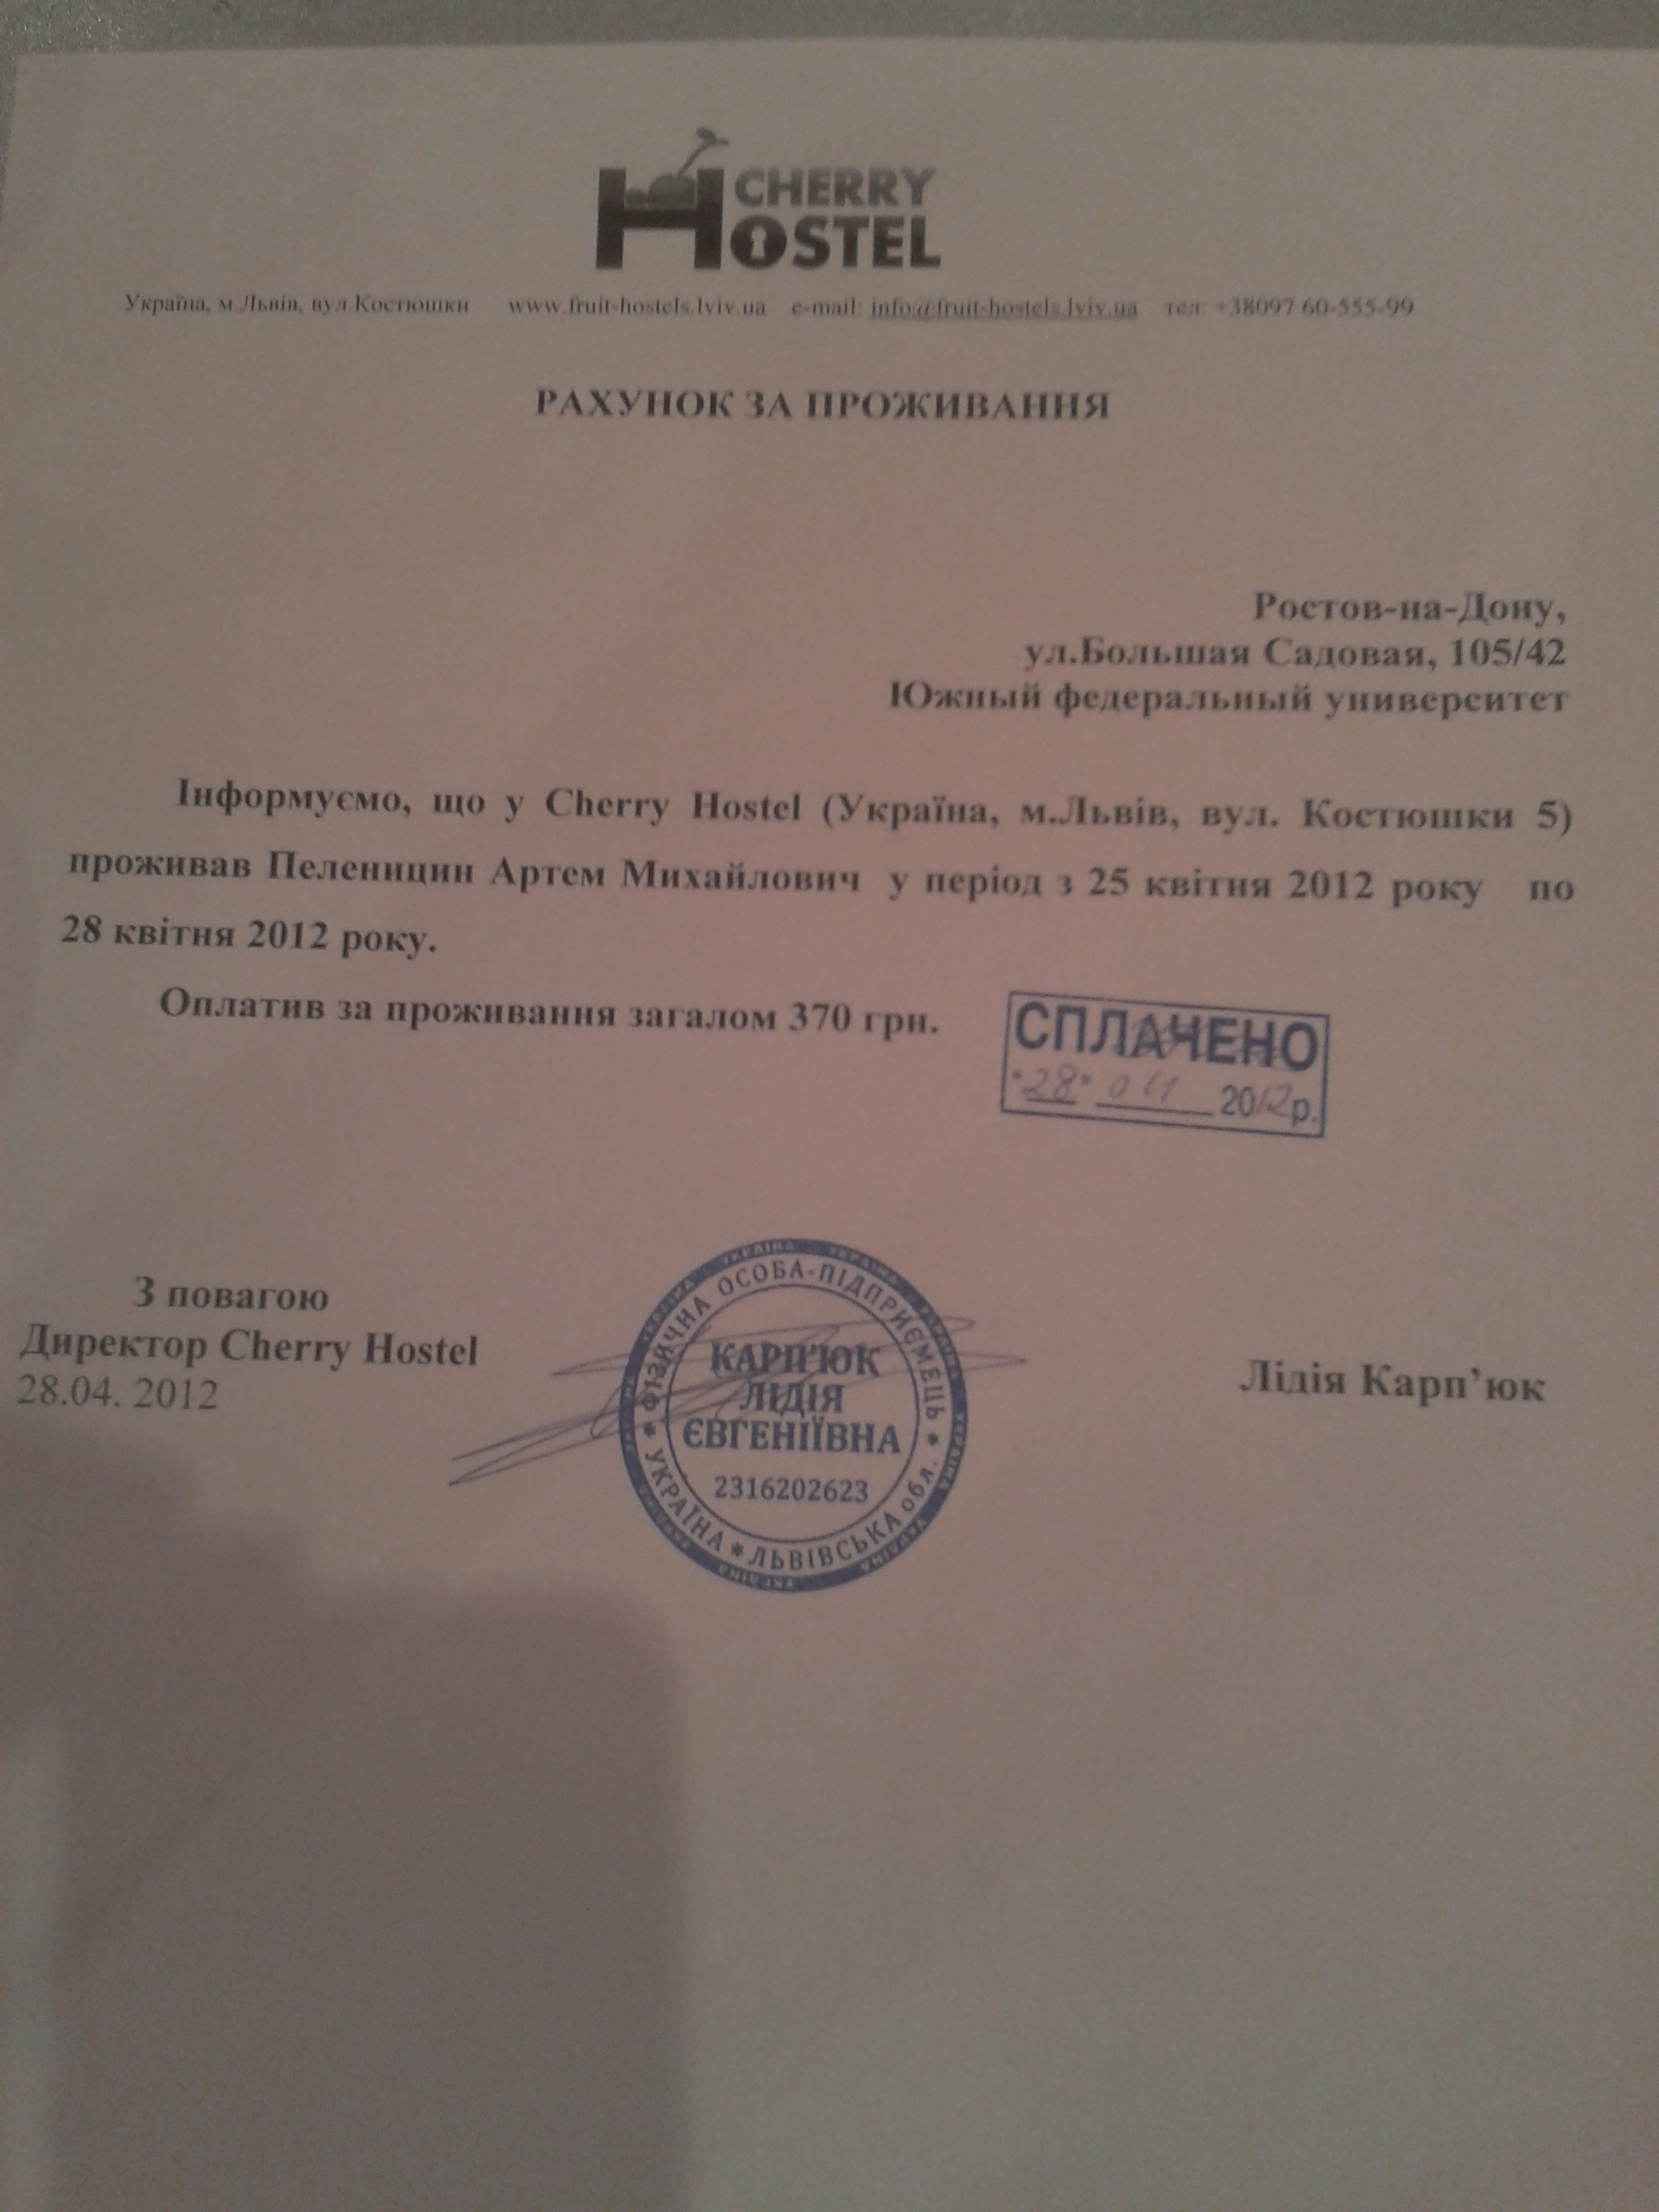 CHERRY
HOSTEL
Україна, м.Львів, вул.Костюшки www.fruit-hostels.lviv.ua e-mail: info@fruit-hostels.lviv.ua тел: +38097 60-555-99
РАХУНОК ЗА ПРОЖИВАННЯ
Ростов-на-Дону,
ул.Большая Садовая, 105/42
Южный федеральный университет
Інформуємо, що у Cherry Hostel (Україна, м.Львів, вул. Костюшки 5)
проживав Пеленицин Артем Михайлович у період з 25 квітня 2012 року по
28 квітня 2012 року.
Оплатив за проживання загалом 370 грн.
СПЛАЧЕНО
"28" 04 2012р.
З повагою
Директор Cherry Hostel
28.04. 2012
ФІЗИЧНА ОСОБА-ПІДПРИЄМЕЦЬ
КАРП'ЮК
ЛІДІЯ
ЄВГЕНІЇВНА
2316202623
УКРАЇНА * ЛЬВІВСЬКА обл.
Лідія Карп'юк